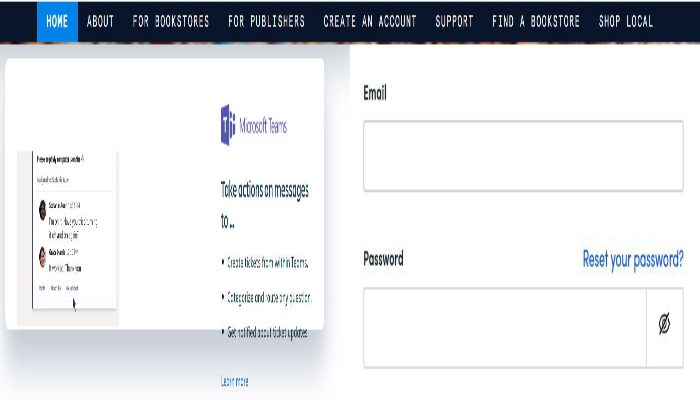 HOME ABOUT FOR BOOKSTORES FOR PUBLISHERS CREATE AN ACCOUNT SUPPORT FIND A BOOKSTORE SHOP LOCAL
Microsoft Teams
Take actions on messages
to ...
• Create tickets from within Teams.
• Categorize and route any question.
• Get notified about ticket updates.
Learn more
Email
Password Reset your password?